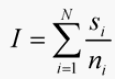 I = \sum_{i=1}^{N} \frac{s_i}{n_i}